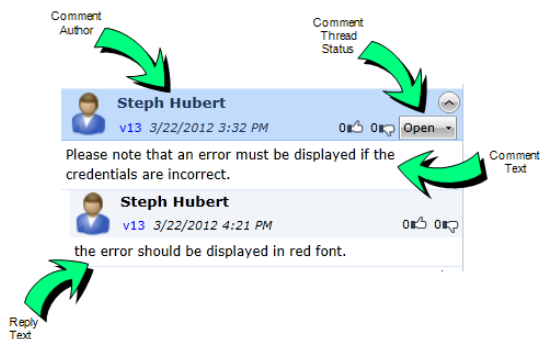 Comment
Author
Comment
Thread
Status
Steph Hubert
v13 3/22/2012 3:32 PM 0 0 Open
Please note that an error must be displayed if the
credentials are incorrect.
Comment
Text
Steph Hubert
v13 3/22/2012 4:21 PM 0 0
the error should be displayed in red font.
Reply
Text